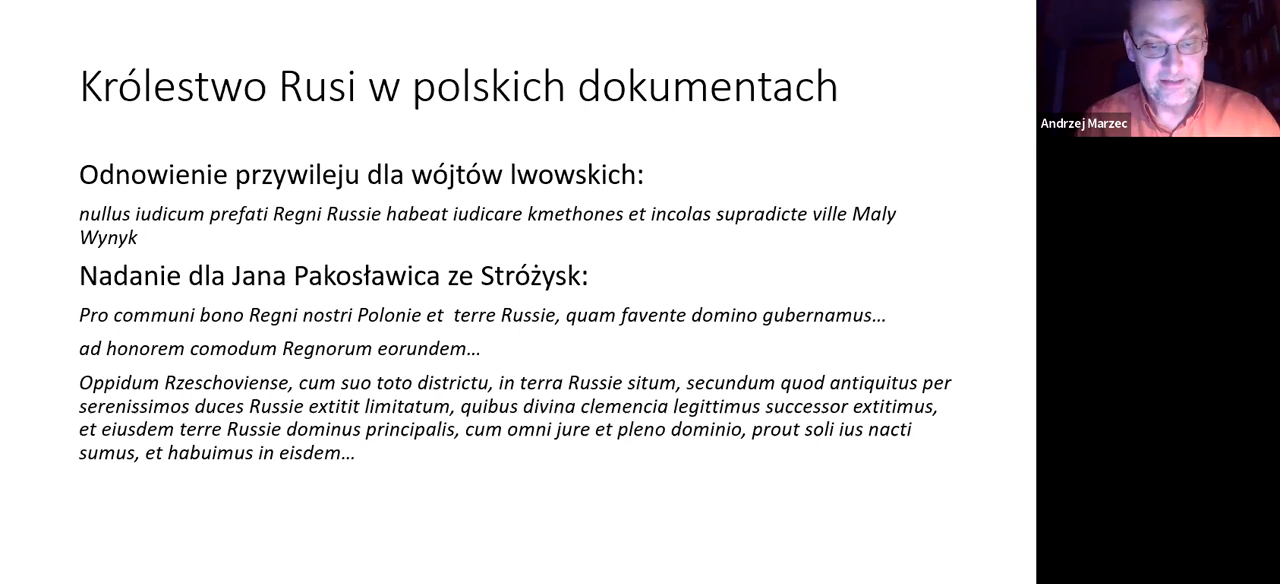 Królestwo Rusi w polskich dokumentach
Odnowienie przywileju dla wójtów lwowskich:
nullus iudicum prefati Regni Russie habeat iudicare kmethones et incolas supradicte ville Maly
Wynyk
Nadanie dla Jana Pakosławica ze Stróżysk:
Pro communi bono Regni nostri Polonie et  terre Russie, quam favente domino gubernamus…
ad honorem comodum Regnorum eorundem…
Oppidum Rzeschoviense, cum suo toto districtu, in terra Russie situm, secundum quod antiquitus per
serenissimos duces Russie extitit limitatum, quibus divina clemencia legittimus successor extitimus,
et eiusdem terre Russie dominus principalis, cum omni jure et pleno dominio, prout soli ius nacti
sumus, et habuimus in eisdem…
Andrzej Marzec